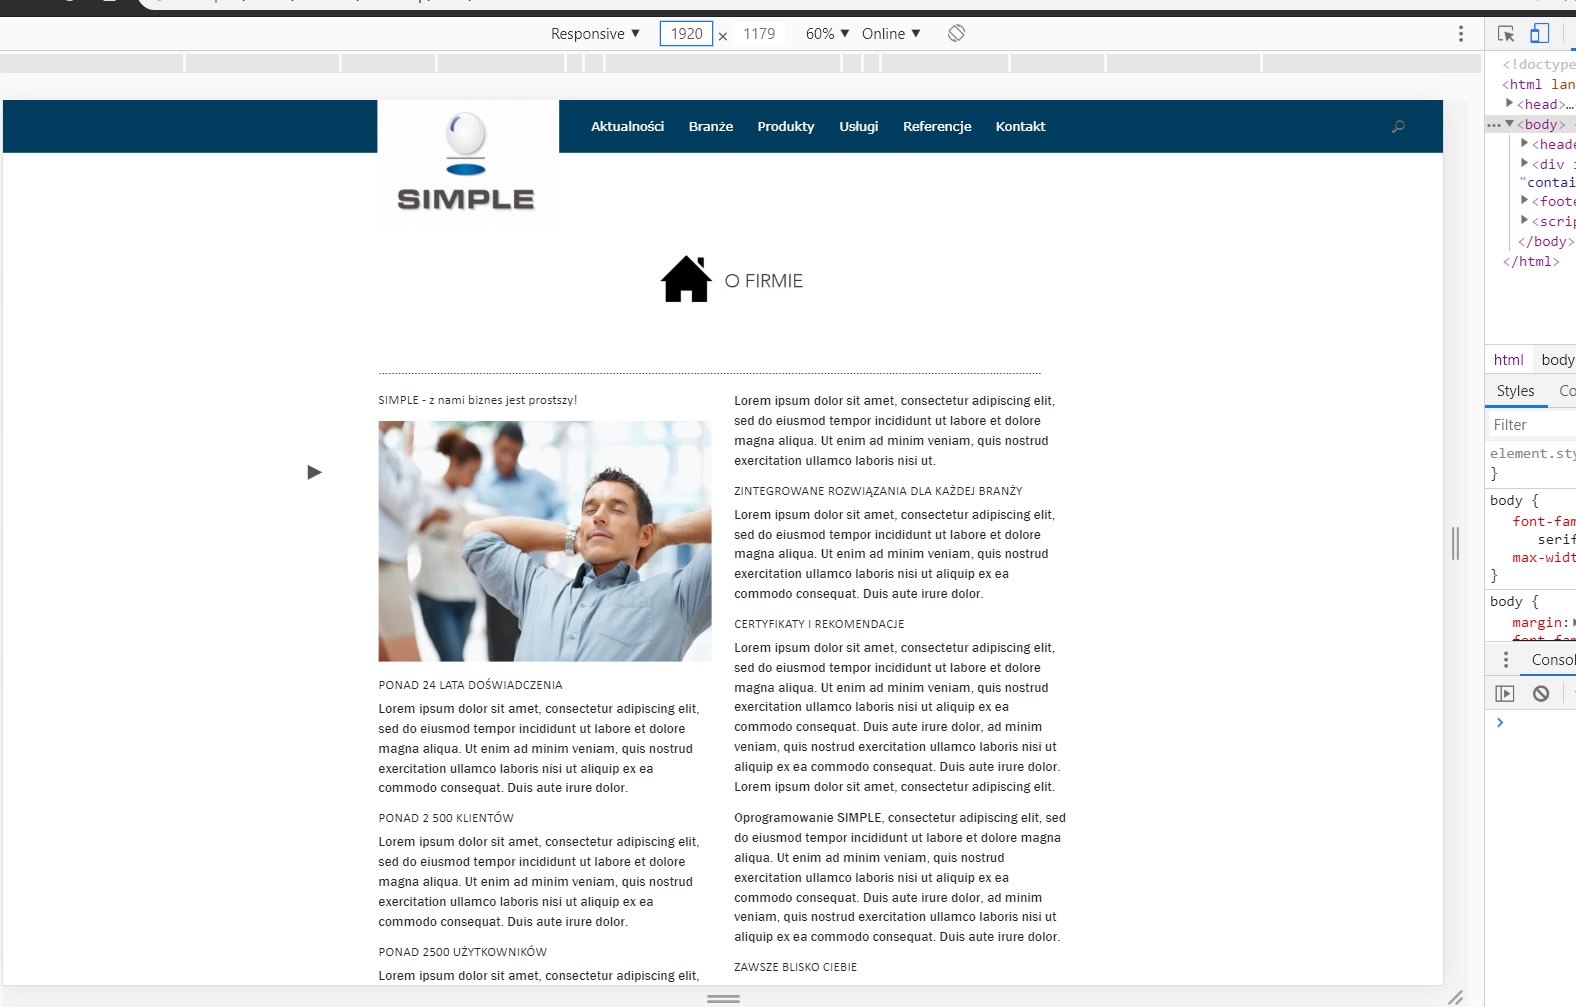 Responsive ▼ 1920 × 1179 60% ▼ Online ▼
Aktualności Branże Produkty Usługi Referencje Kontakt
SIMPLE
O FIRMIE
SIMPLE - z nami biznes jest prostszy!
PONAD 24 LATA DOŚWIADCZENIA
Lorem ipsum dolor sit amet, consectetur adipiscing elit,
sed do eiusmod tempor incididunt ut labore et dolore
magna aliqua. Ut enim ad minim veniam, quis nostrud
exercitation ullamco laboris nisi ut aliquip ex ea
commodo consequat. Duis aute irure dolor.
PONAD 2 500 KLIENTÓW
Lorem ipsum dolor sit amet, consectetur adipiscing elit,
sed do eiusmod tempor incididunt ut labore et dolore
magna aliqua. Ut enim ad minim veniam, quis nostrud
exercitation ullamco laboris nisi ut aliquip ex ea
commodo consequat. Duis aute irure dolor.
PONAD 2500 UŻYTKOWNIKÓW
Lorem ipsum dolor sit amet, consectetur adipiscing elit,
Lorem ipsum dolor sit amet, consectetur adipiscing elit,
sed do eiusmod tempor incididunt ut labore et dolore
magna aliqua. Ut enim ad minim veniam, quis nostrud
exercitation ullamco laboris nisi ut.
ZINTEGROWANE ROZWIĄZANIA DLA KAŻDEJ BRANŻY
Lorem ipsum dolor sit amet, consectetur adipiscing elit,
sed do eiusmod tempor incididunt ut labore et dolore
magna aliqua. Ut enim ad minim veniam, quis nostrud
exercitation ullamco laboris nisi ut aliquip ex ea
commodo consequat. Duis aute irure dolor.
CERTYFIKATY I REKOMENDACJE
Lorem ipsum dolor sit amet, consectetur adipiscing elit,
sed do eiusmod tempor incididunt ut labore et dolore
magna aliqua. Ut enim ad minim veniam, quis nostrud
exercitation ullamco laboris nisi ut aliquip ex ea
commodo consequat. Duis aute irure dolor, ad minim
veniam, quis nostrud exercitation ullamco laboris nisi ut
aliquip ex ea commodo consequat. Duis aute irure dolor.
Lorem ipsum dolor sit amet, consectetur adipiscing elit.
Oprogramowanie SIMPLE, consectetur adipiscing elit, sed
do eiusmod tempor incididunt ut labore et dolore magna
aliqua. Ut enim ad minim veniam, quis nostrud
exercitation ullamco laboris nisi ut aliquip ex ea
commodo consequat. Duis aute irure dolor, ad minim
veniam, quis nostrud exercitation ullamco laboris nisi ut
aliquip ex ea commodo consequat. Duis aute irure dolor.
ZAWSZE BLISKO CIEBIE
<!doctype
<html lan
<head>…
<body>
<heade
<div i
"contai
<foote
<scrip
</body>
</html>
html body
Styles Co
Filter
element.sty
}
body {
font-fam
serif
max-widt
}
body {
margin:
Consol